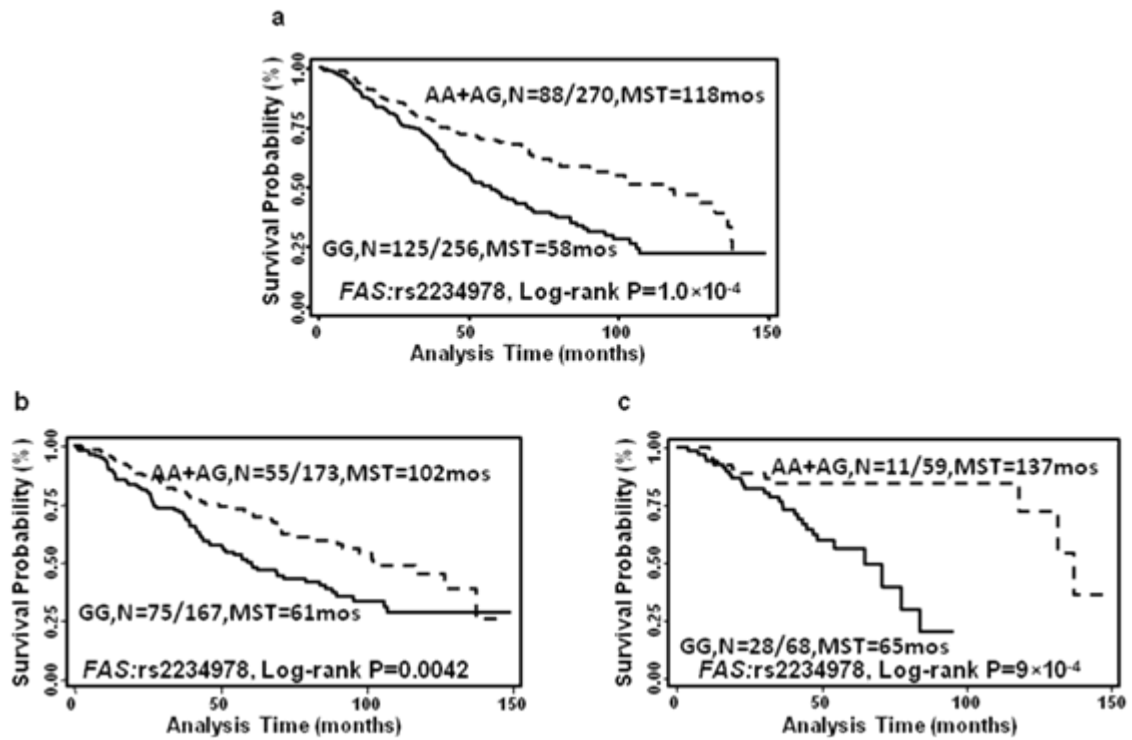 a
Survival Probability (%)
1.00
0.75
0.50
0.25
0.00
AA+AG,N=88/270,MST=118mos
GG,N=125/256,MST=58mos
FAS:rs2234978, Log-rank P=1.0×10⁻⁴
0 50 100 150
Analysis Time (months)
b
Survival Probability (%)
1.00
0.75
0.50
0.25
0.00
AA+AG,N=55/173,MST=102mos
GG,N=75/167,MST=61mos
FAS:rs2234978, Log-rank P=0.0042
0 50 100 150
Analysis Time (months)
c
Survival Probability (%)
1.00
0.75
0.50
0.25
0.00
AA+AG,N=11/59,MST=137mos
GG,N=28/68,MST=65mos
FAS:rs2234978, Log-rank P=9×10⁻⁴
0 50 100 150
Analysis Time (months)